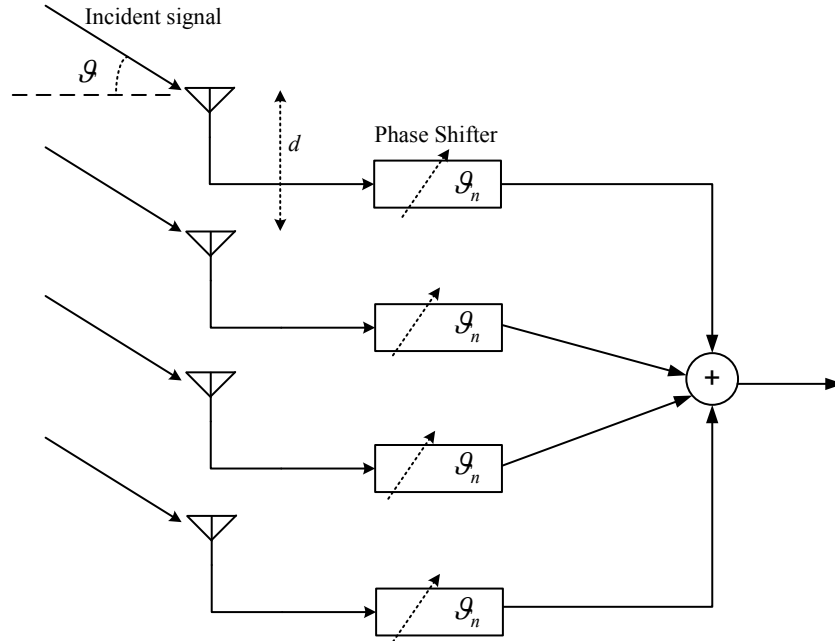 Incident signal
ϑ
d
Phase Shifter
ϑₙ
ϑₙ
ϑₙ
ϑₙ
+